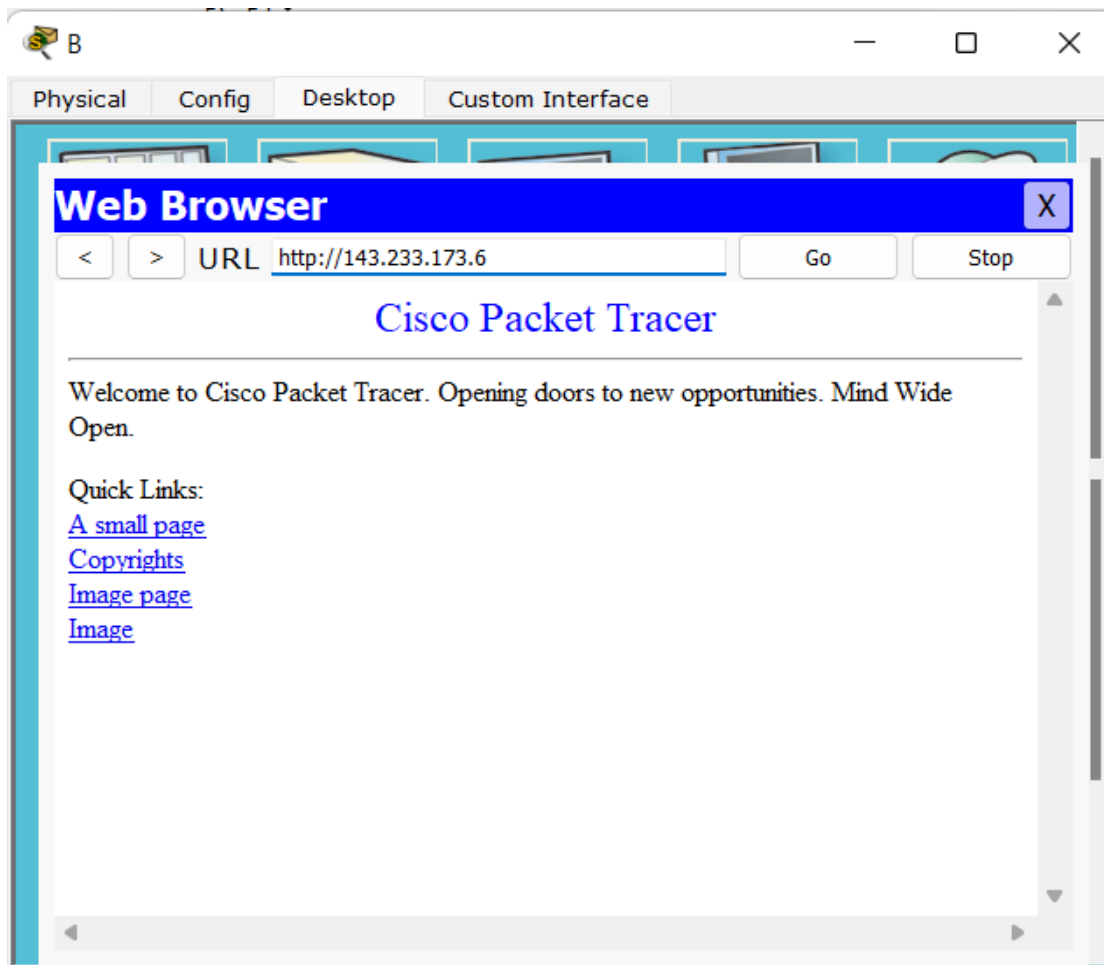 B
Physical Config Desktop Custom Interface
Web Browser X
< > URL http://143.233.173.6 Go Stop
Cisco Packet Tracer
Welcome to Cisco Packet Tracer. Opening doors to new opportunities. Mind Wide
Open.
Quick Links:
A small page
Copyrights
Image page
Image